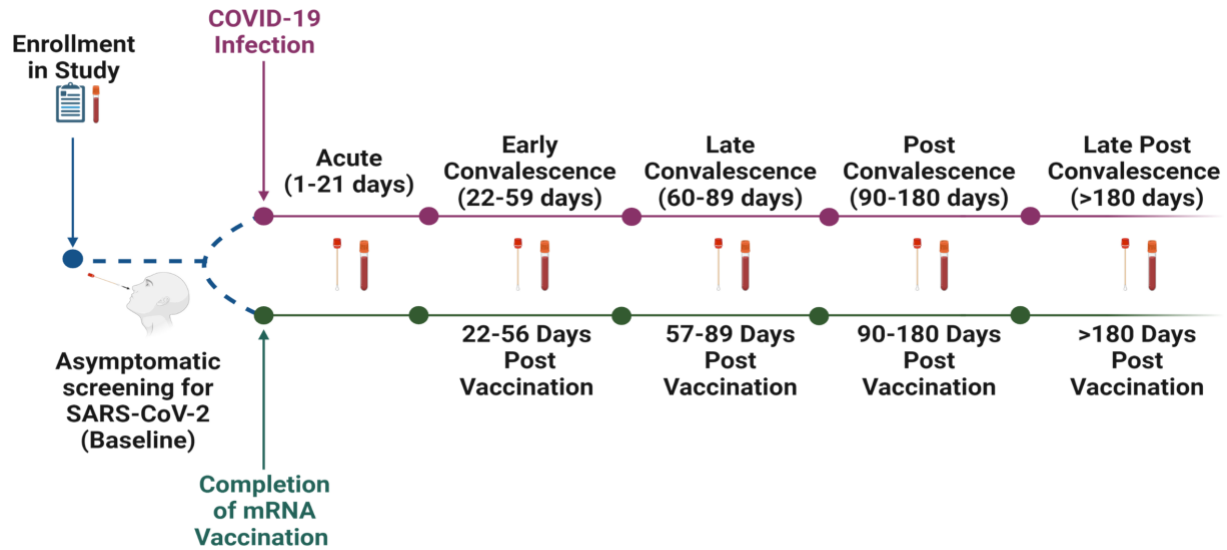 Enrollment
in Study
COVID-19
Infection
Acute
(1-21 days)
Early
Convalescence
(22-59 days)
Late
Convalescence
(60-89 days)
Post
Convalescence
(90-180 days)
Late Post
Convalescence
(>180 days)
Asymptomatic
screening for
SARS-CoV-2
(Baseline)
22-56 Days
Post
Vaccination
57-89 Days
Post
Vaccination
90-180 Days
Post
Vaccination
>180 Days
Post
Vaccination
Completion
of mRNA
Vaccination